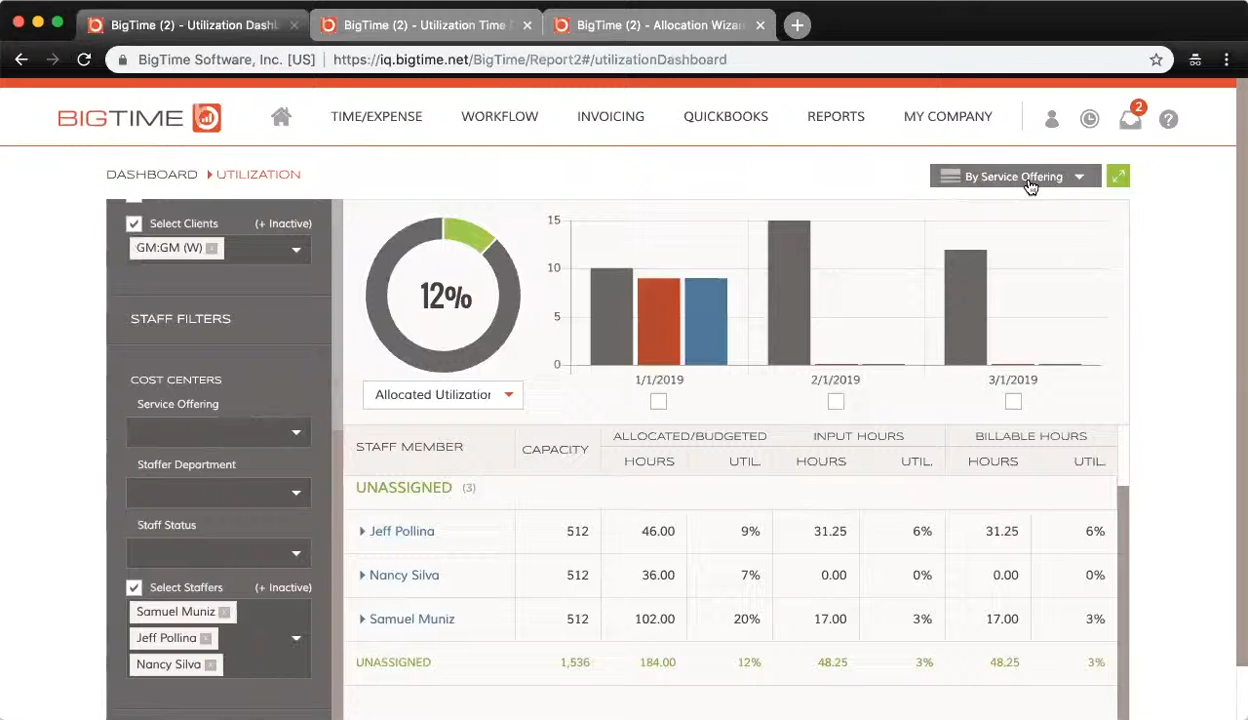 BigTime (2) - Utilization Dashb
BigTime (2) - Utilization Time
BigTime (2) - Allocation Wizar
BigTime Software, Inc. [US]
https://iq.bigtime.net/BigTime/Report2#/utilizationDashboard
BIGTIME
TIME/EXPENSE
WORKFLOW
INVOICING
QUICKBOOKS
REPORTS
MY COMPANY
2
?
DASHBOARD UTILIZATION
By Service Offering
Select Clients (+ Inactive)
GM:GM (W) x
STAFF FILTERS
COST CENTERS
Service Offering
Staffer Department
Staff Status
Select Staffers (+ Inactive)
Samuel Muniz x
Jeff Pollina x
Nancy Silva x
12%
Allocated Utilization
15
10
5
0
1/1/2019 2/1/2019 3/1/2019
STAFF MEMBER CAPACITY ALLOCATED/BUDGETED INPUT HOURS BILLABLE HOURS
HOURS UTIL. HOURS UTIL. HOURS UTIL.
UNASSIGNED (3)
Jeff Pollina 512 46.00 9% 31.25 6% 31.25 6%
Nancy Silva 512 36.00 7% 0.00 0% 0.00 0%
Samuel Muniz 512 102.00 20% 17.00 3% 17.00 3%
UNASSIGNED 1,536 184.00 12% 48.25 3% 48.25 3%